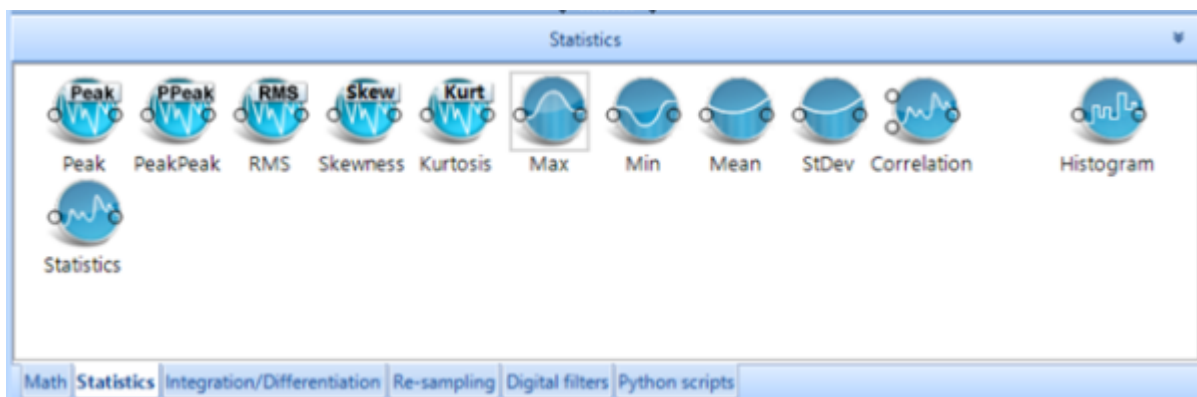 Statistics
Peak PPeak RMS Skew Kurt
Peak PeakPeak RMS Skewness Kurtosis Max Min Mean StDev Correlation Histogram
Statistics
Math Statistics Integration/Differentiation Re-sampling Digital filters Python scripts